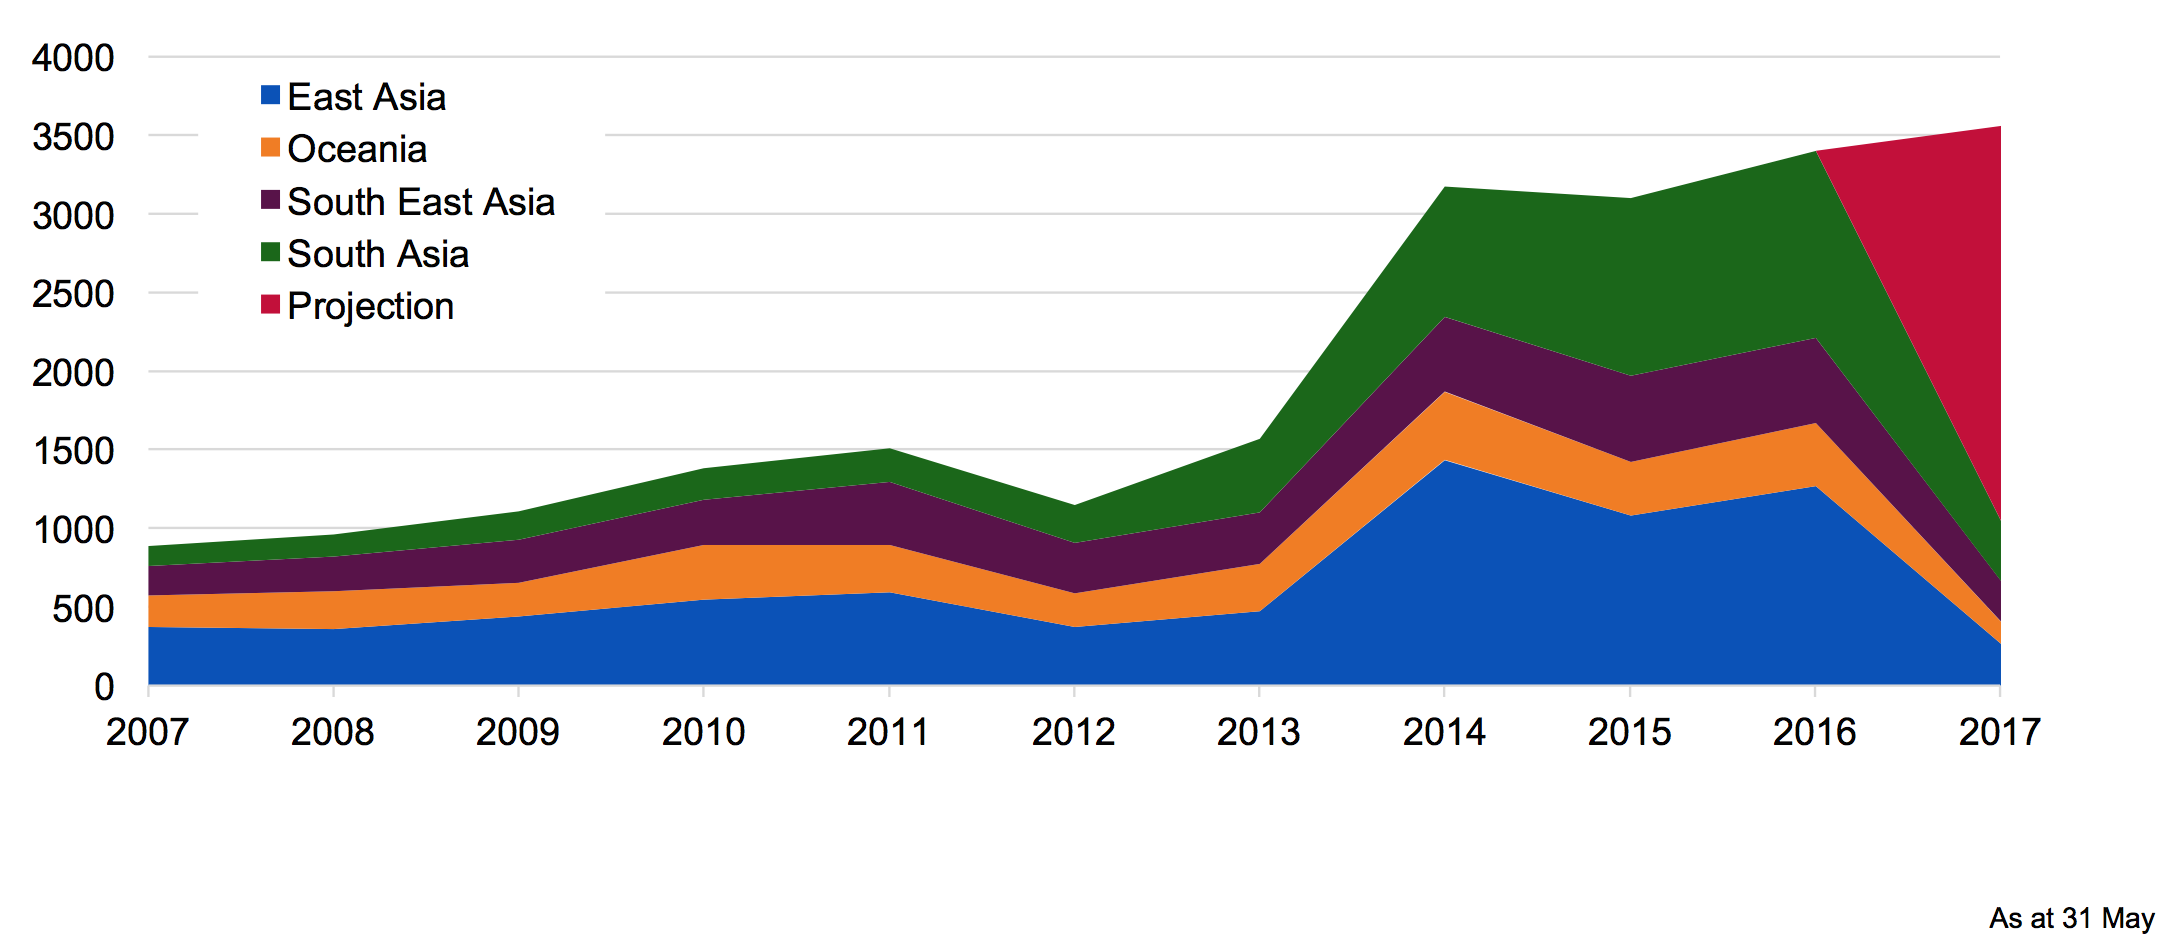 4000
3500
3000
2500
2000
1500
1000
500
0
East Asia
Oceania
South East Asia
South Asia
Projection
2007 2008 2009 2010 2011 2012 2013 2014 2015 2016 2017
As at 31 May